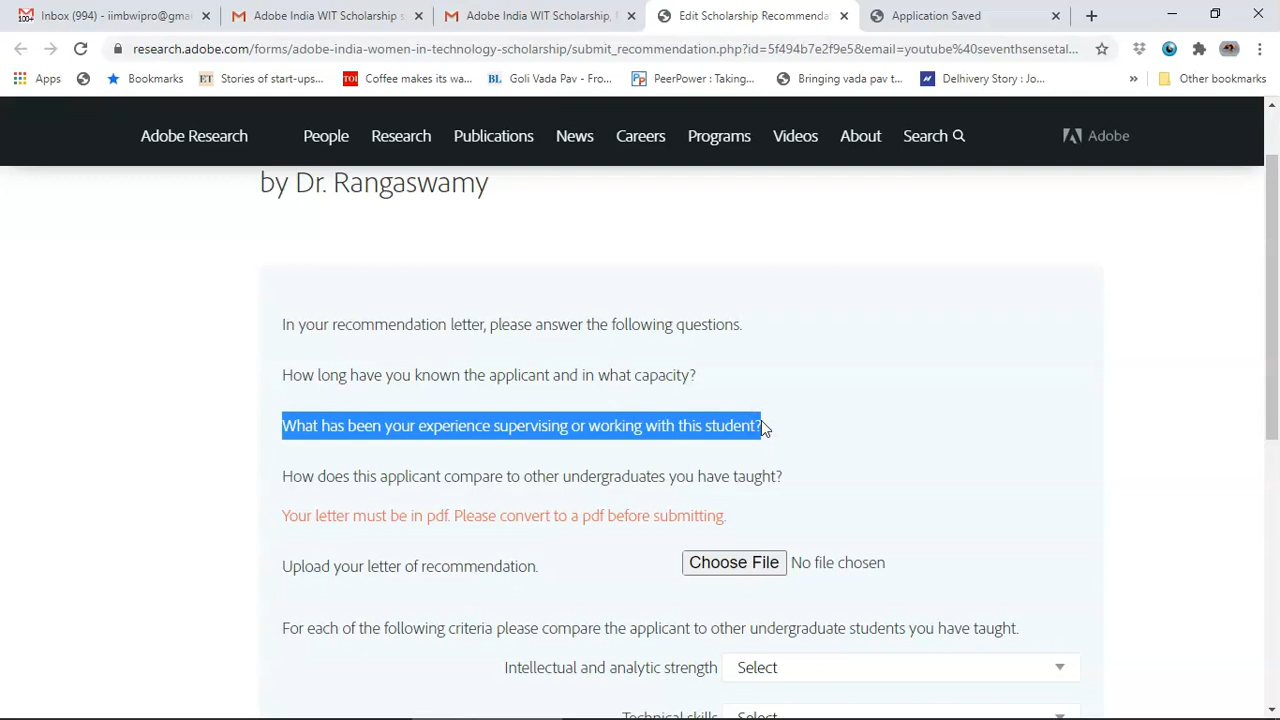 Inbox (994) - iimbwipro@gma
Adobe India WIT Scholarship s
Adobe India WIT Scholarship,
Edit Scholarship Recommenda
Application Saved
research.adobe.com/forms/adobe-india-women-in-technology-scholarship/submit_recommendation.php?id=5f494b7e2f9e5&email=youtube%40seventhsensetal...
Apps
Bookmarks
ET Stories of start-ups...
TOI Coffee makes its wa...
BL Goli Vada Pav - Fro...
PeerPower : Taking...
Bringing vada pav t...
Delhivery Story : Jo...
» Other bookmarks
Adobe Research People Research Publications News Careers Programs Videos About Search Adobe
by Dr. Rangaswamy
In your recommendation letter, please answer the following questions.
How long have you known the applicant and in what capacity?
What has been your experience supervising or working with this student?
How does this applicant compare to other undergraduates you have taught?
Your letter must be in pdf. Please convert to a pdf before submitting.
Upload your letter of recommendation. Choose File No file chosen
For each of the following criteria please compare the applicant to other undergraduate students you have taught.
Intellectual and analytic strength Select
Technical skills Select